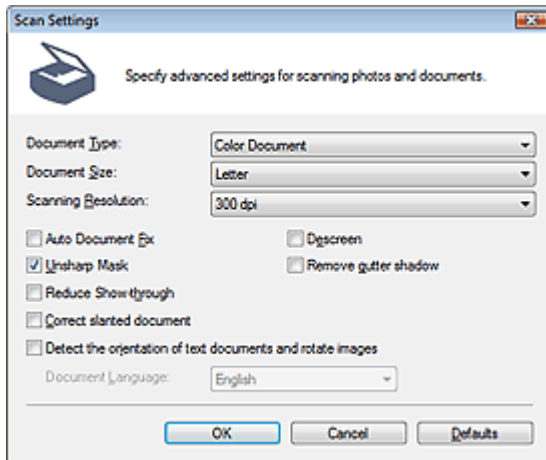 Scan Settings
Specify advanced settings for scanning photos and documents.
Document Type: Color Document
Document Size: Letter
Scanning Resolution: 300 dpi
Auto Document Fix Descreen
Unsharp Mask Remove gutter shadow
Reduce Show-through
Correct slanted document
Detect the orientation of text documents and rotate images
Document Language: English
OK Cancel Defaults